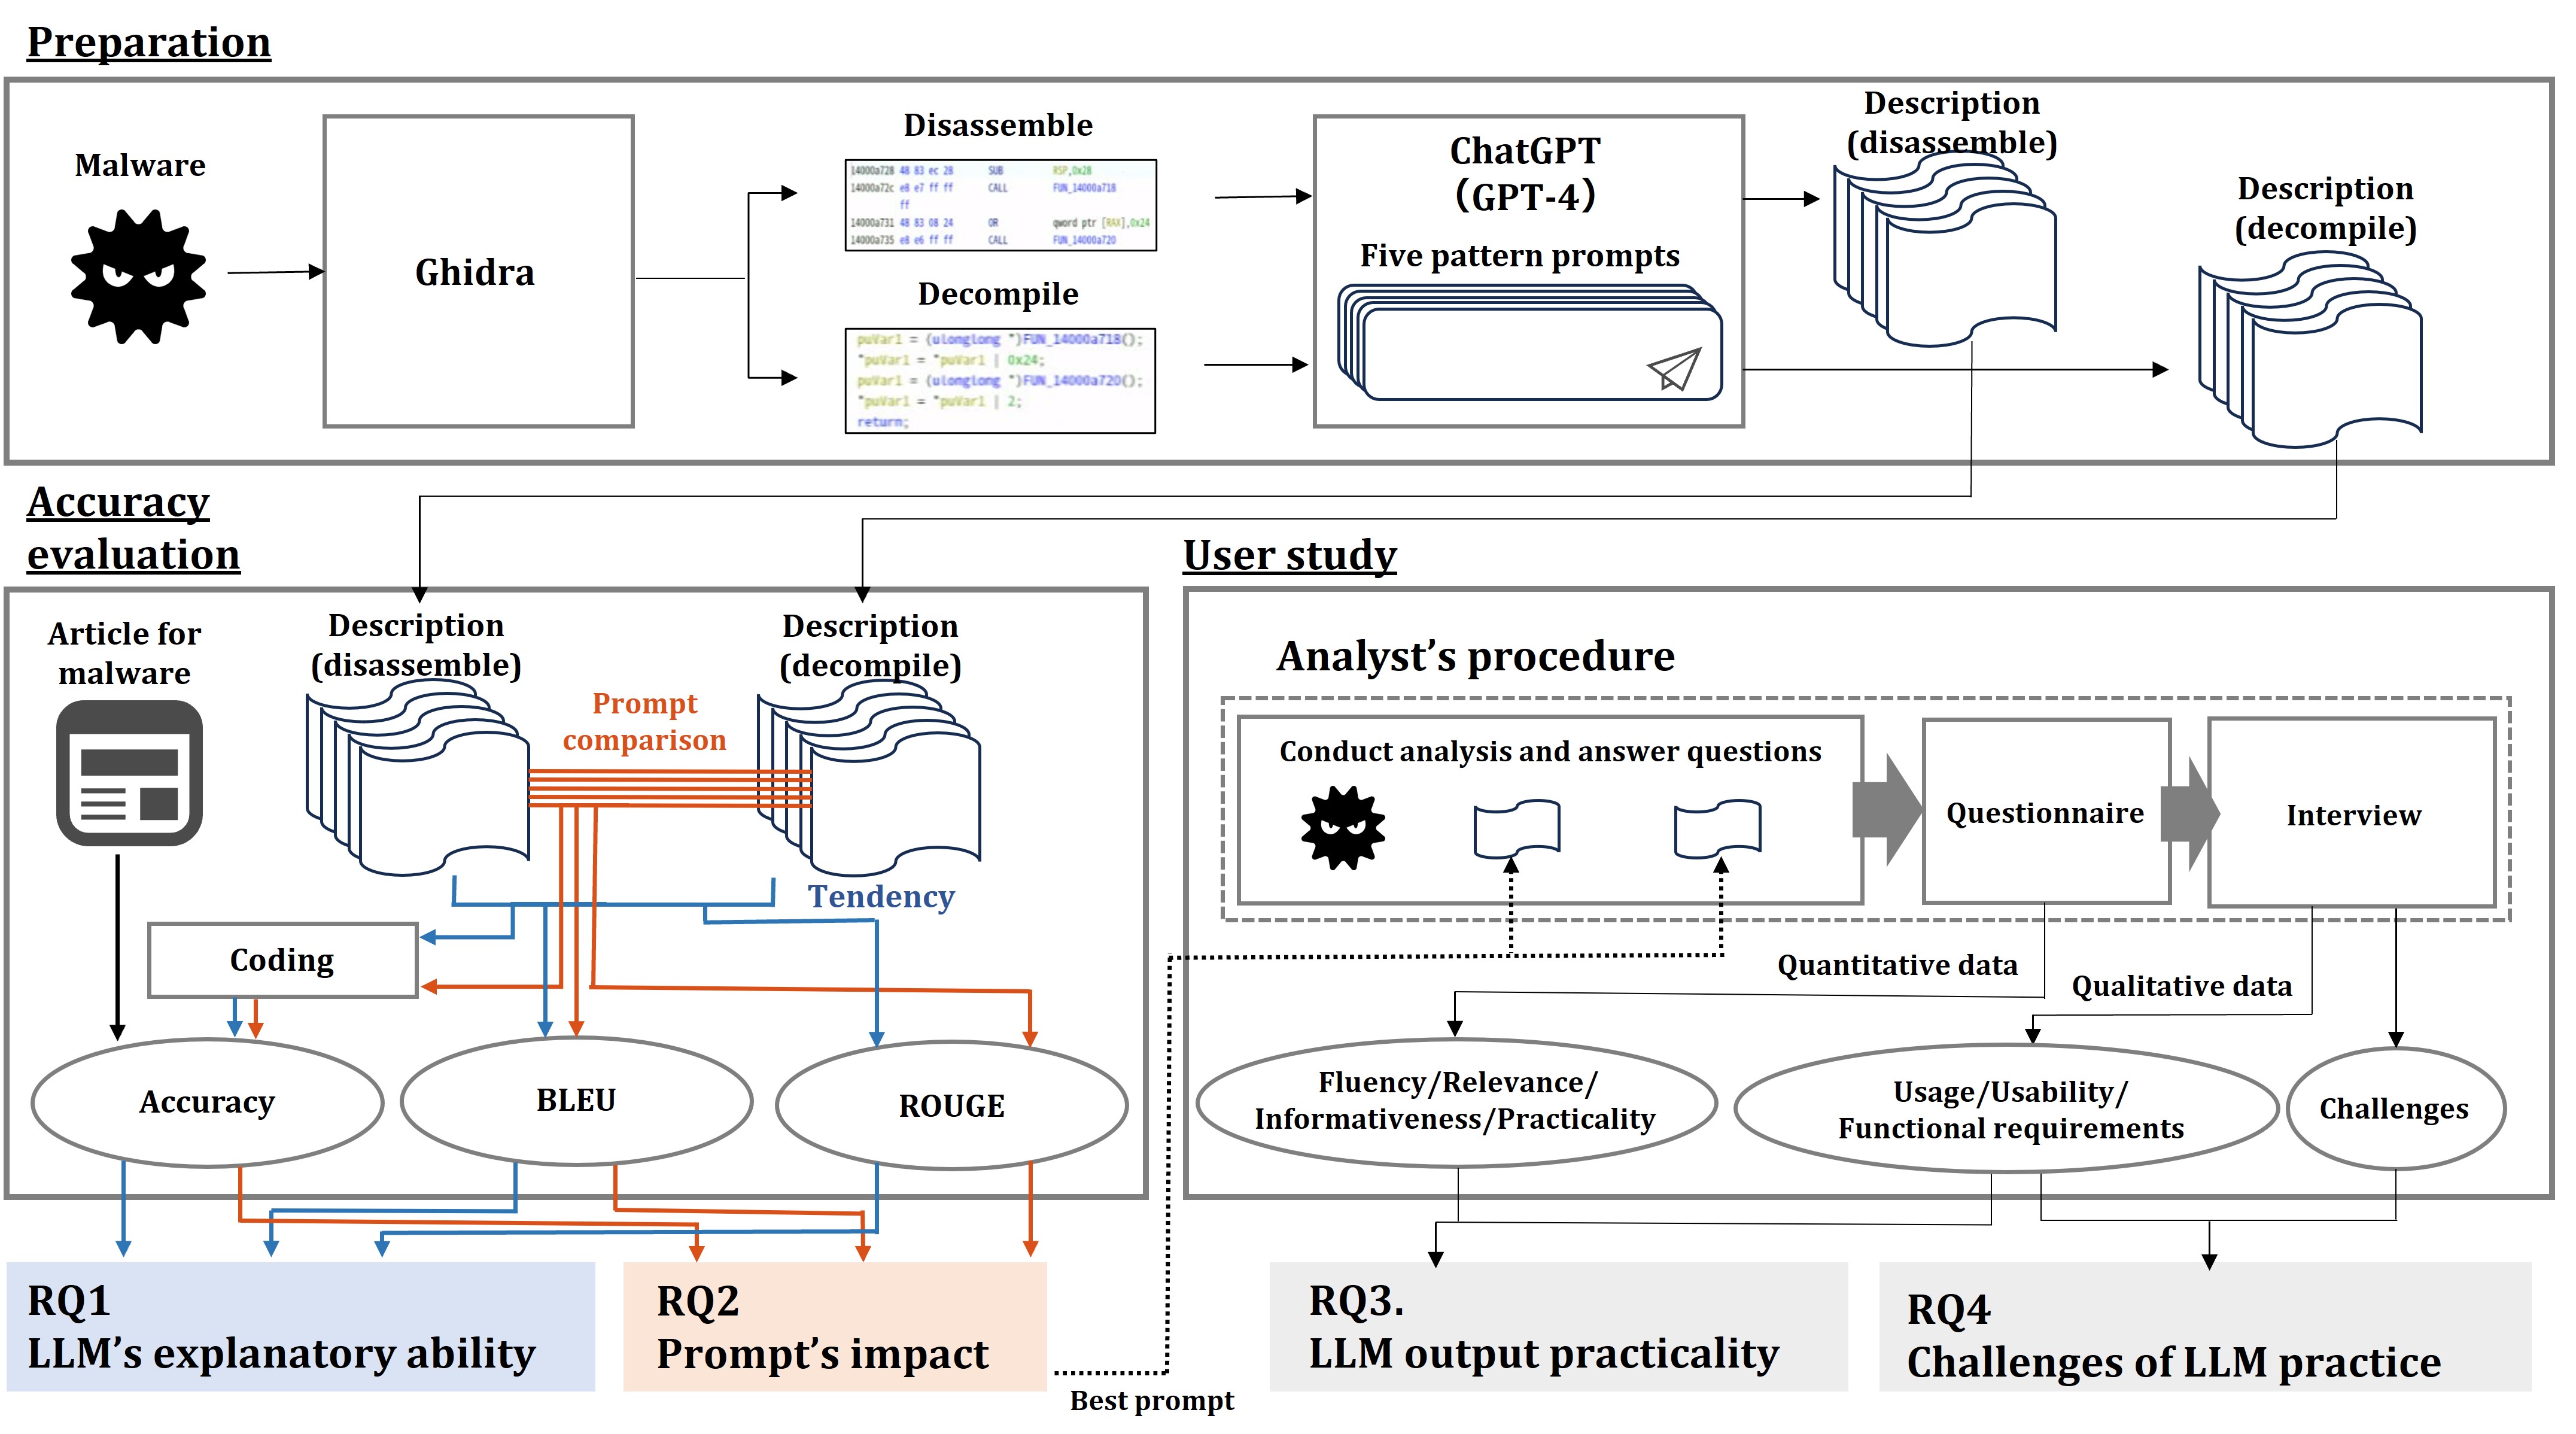 Preparation
Malware
Ghidra
Disassemble
14000a728 48 83 ec 28 SUB RSP,0x28
14000a72c e8 e7 ff ff CALL FUN_14000a718
ff
14000a731 48 83 08 24 OR qword ptr [RAX],0x24
14000a735 e8 e6 ff ff CALL FUN_14000a720
Decompile
puVar1 = (ulonglong *)FUN_14000a718();
*puVar1 = *puVar1 | 0x24;
puVar1 = (ulonglong *)FUN_14000a720();
*puVar1 = *puVar1 | 2;
return;
ChatGPT
(GPT-4)
Five pattern prompts
Description
(disassemble)
Description
(decompile)
Accuracy
evaluation
Article for
malware
Description
(disassemble)
Prompt
comparison
Description
(decompile)
Tendency
Coding
Accuracy
BLEU
ROUGE
User study
Analyst’s procedure
Conduct analysis and answer questions
Questionnaire
Interview
Quantitative data
Qualitative data
Fluency/Relevance/
Informativeness/Practicality
Usage/Usability/
Functional requirements
Challenges
RQ1
LLM’s explanatory ability
RQ2
Prompt’s impact
Best prompt
RQ3.
LLM output practicality
RQ4
Challenges of LLM practice